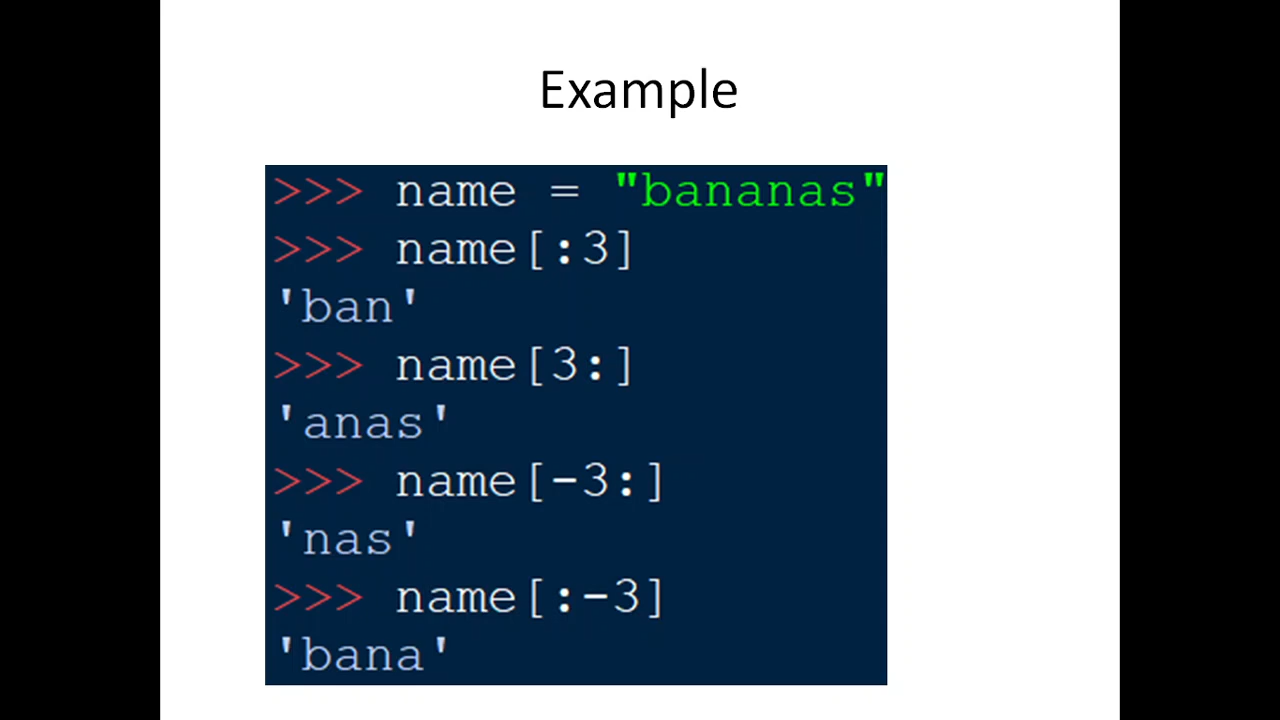 Example
>>> name = "bananas"
>>> name[:3]
'ban'
>>> name[3:]
'anas'
>>> name[-3:]
'nas'
>>> name[:-3]
'bana'